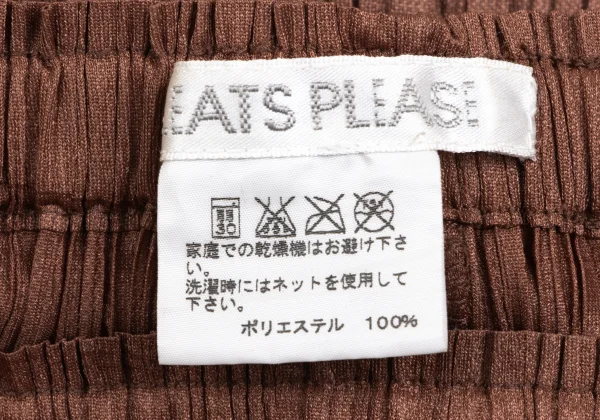 EATS PLEASE
弱
30
家庭での乾燥機はお避け下さ
い。
洗濯時にはネットを使用して
下さい。
ポリエステル 100%